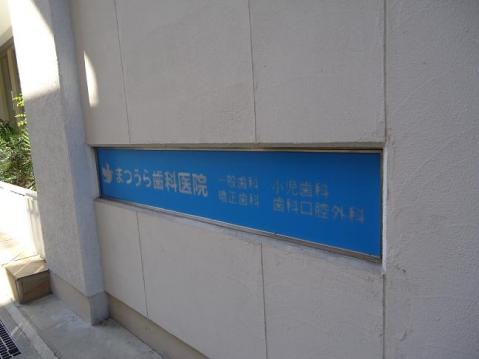 まつうら歯科医院
一般歯科 小児歯科
矯正歯科 歯科口腔外科